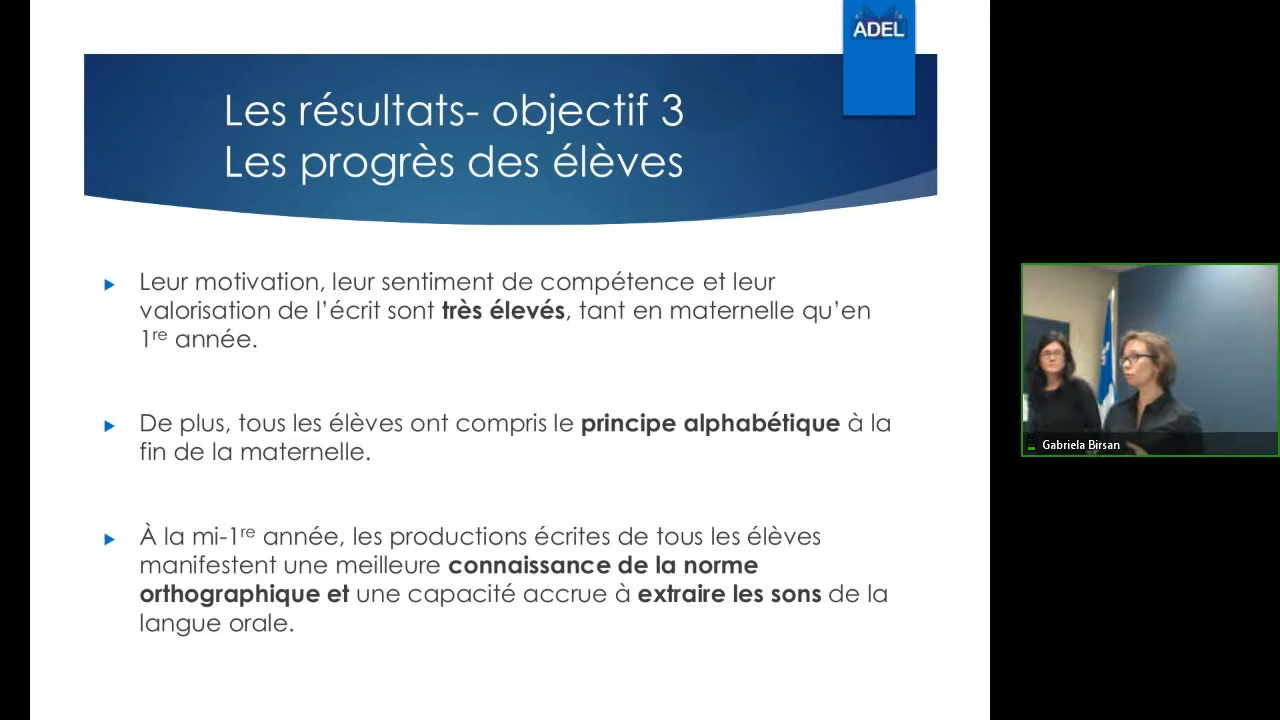 ADEL
Les résultats- objectif 3
Les progrès des élèves
Leur motivation, leur sentiment de compétence et leur
valorisation de l’écrit sont très élevés, tant en maternelle qu’en
1re année.
De plus, tous les élèves ont compris le principe alphabétique à la
fin de la maternelle.
À la mi-1re année, les productions écrites de tous les élèves
manifestent une meilleure connaissance de la norme
orthographique et une capacité accrue à extraire les sons de la
langue orale.
Gabriela Birsan